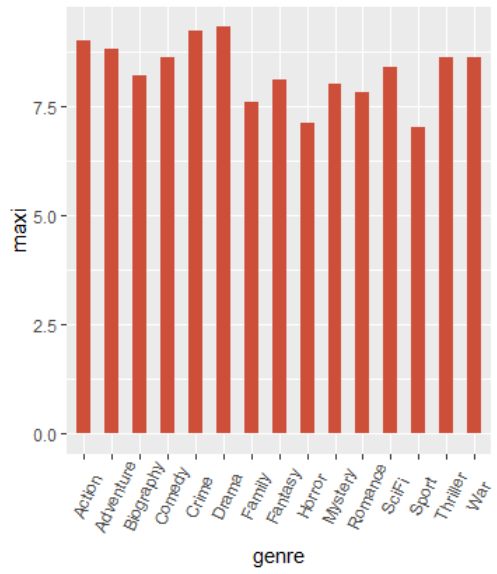 maxi
7.5
5.0
2.5
0.0
Action
Adventure
Biography
Comedy
Crime
Drama
Family
Fantasy
Horror
Mystery
Romance
SciFi
Sport
Thriller
War
genre